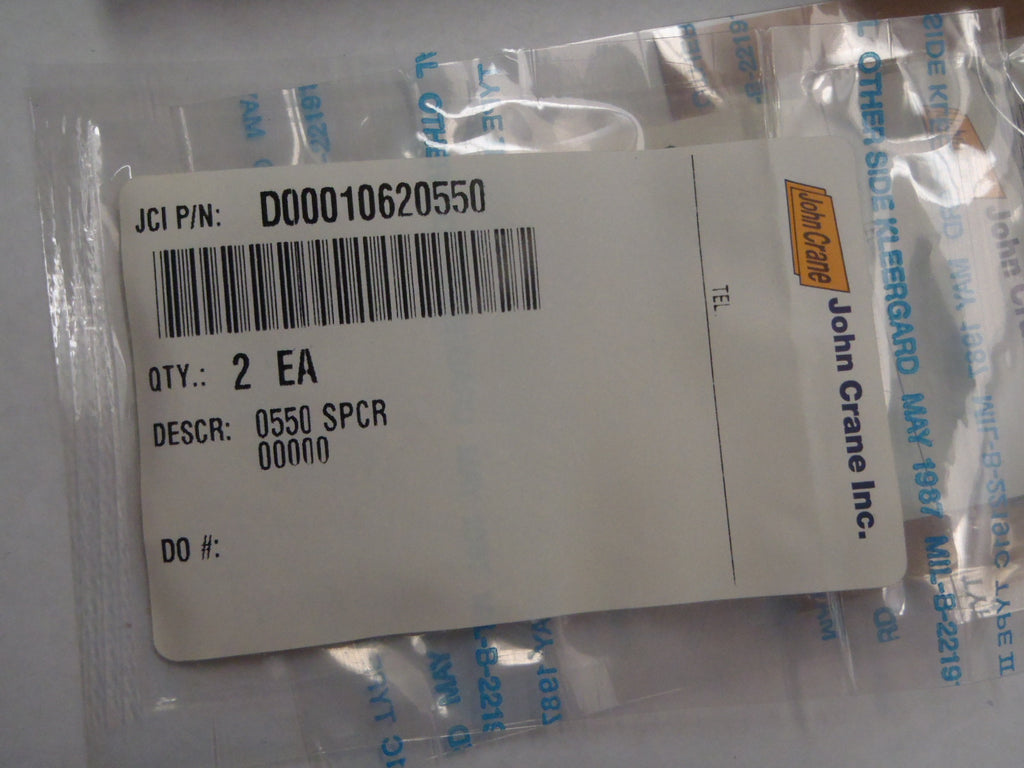 JCI P/N: D00010620550
QTY.: 2 EA
DESCR: 0550 SPCR
00000
DO #:
TEL.
John Crane
John Crane Inc.
OTHER SIDE KLEERGARD MAY 1987 MIL-B-2219